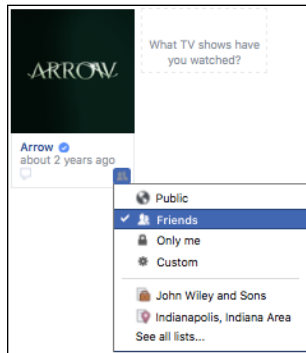 ARROW
What TV shows have
you watched?
Arrow
about 2 years ago
Public
Friends
Only me
Custom
John Wiley and Sons
Indianapolis, Indiana Area
See all lists...